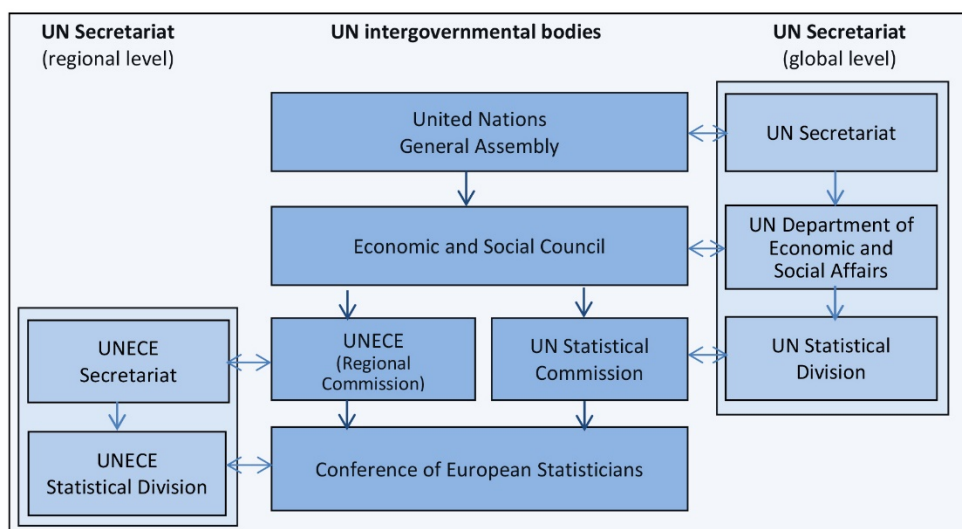 UN Secretariat
(regional level)
UN intergovernmental bodies
UN Secretariat
(global level)
United Nations
General Assembly
UN Secretariat
Economic and Social Council
UN Department of
Economic and
Social Affairs
UNECE
Secretariat
UNECE
(Regional
Commission)
UN Statistical
Commission
UN Statistical
Division
UNECE
Statistical Division
Conference of European Statisticians